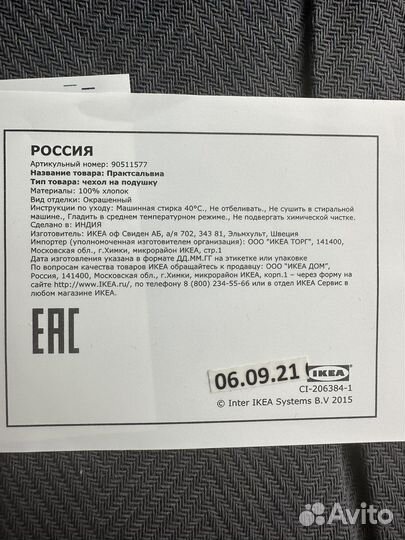 РОССИЯ
Артикульный номер: 90511577
Название товара: Практсальвиа
Тип товара: чехол на подушку
Материалы: 100% хлопок
Вид отделки: Окрашенный
Инструкции по уходу: Машинная стирка 40°C., Не отбеливать., Не сушить в стиральной
машине., Гладить в среднем температурном режиме., Не подвергать химической чистке.
Сделано в: ИНДИЯ
Изготовитель: ИКЕА оф Свиден АБ, а/я 702, 343 81, Эльмхульт, Швеция
Импортер (уполномоченная изготовителем организация): ООО "ИКЕА ТОРГ", 141400,
Московская обл., г.Химки, микрорайон ИКЕА, стр.1
Дата изготовления указана в формате ДД.ММ.ГГ на этикетке или упаковке
По вопросам качества товаров ИКЕА обращайтесь к продавцу: ООО "ИКЕА ДОМ",
Россия, 141400, Московская обл., г.Химки, микрорайон ИКЕА, корп.1 – через форму на
сайте http://www.IKEA.ru/, по телефону 8 (800) 234-55-66 или в отдел ИКЕА Сервис в
любом магазине ИКЕА.
EAC
06.09.21
IKEA
CI-206384-1
© Inter IKEA Systems B.V 2015
Avito